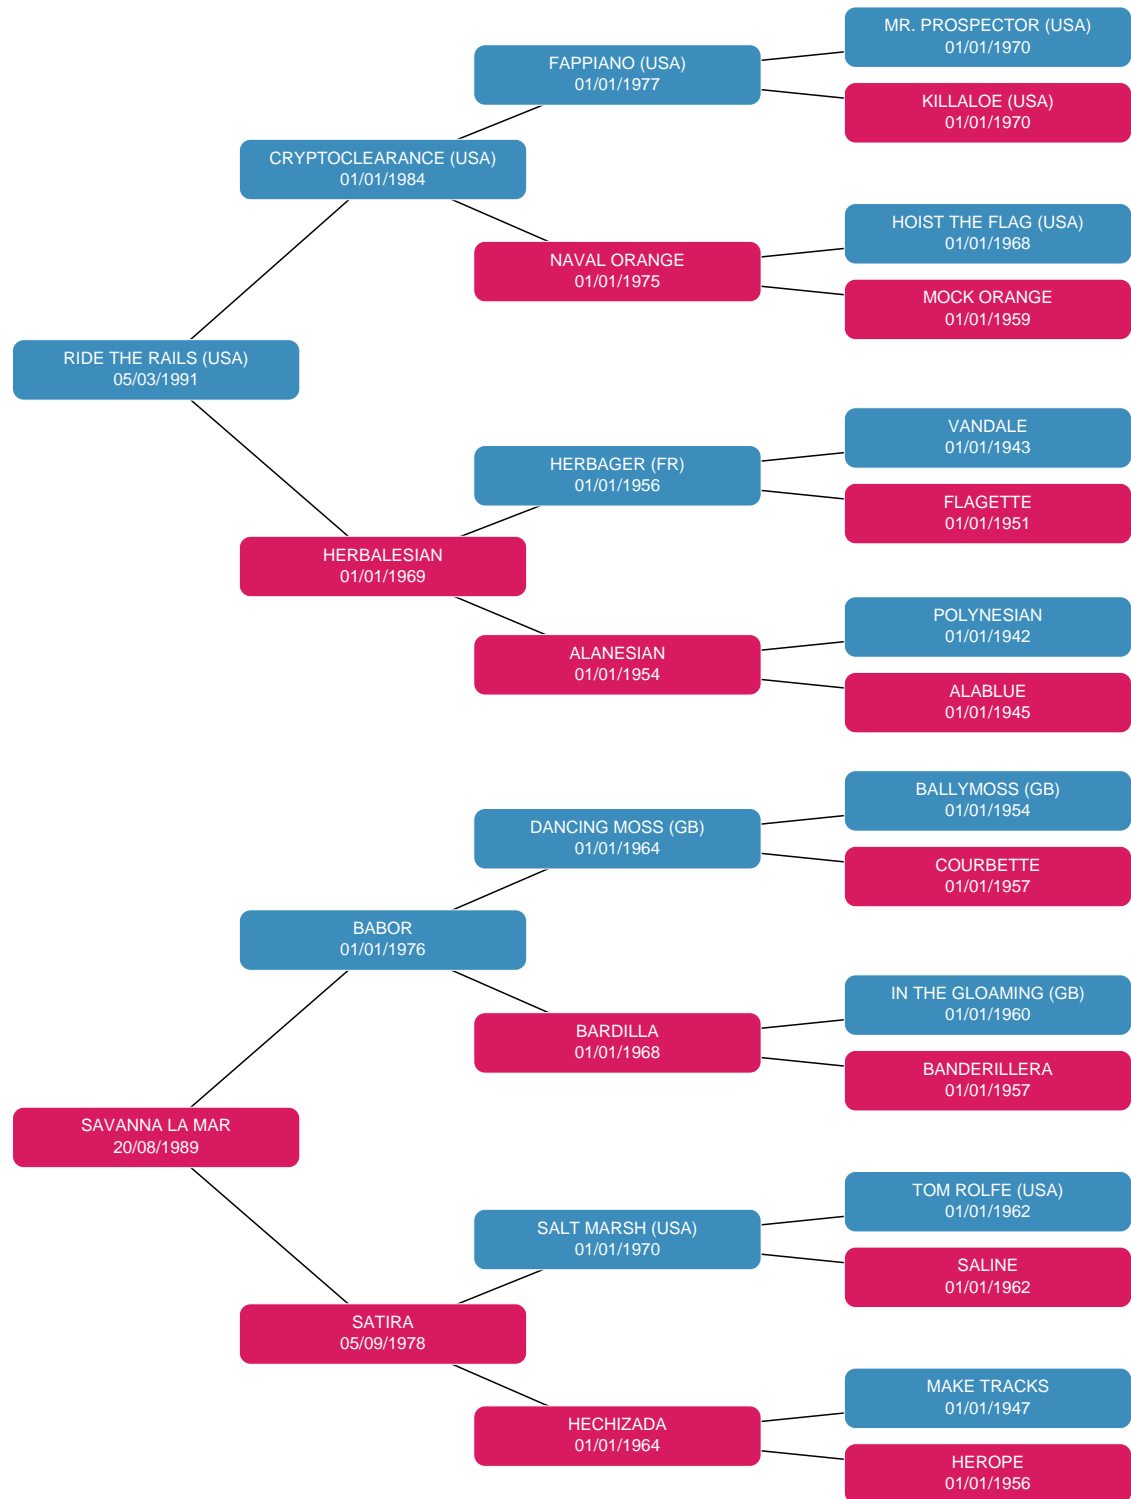 MR. PROSPECTOR (USA)
01/01/1970
FAPPIANO (USA)
01/01/1977
KILLALOE (USA)
01/01/1970
CRYPTOCLEARANCE (USA)
01/01/1984
HOIST THE FLAG (USA)
01/01/1968
NAVAL ORANGE
01/01/1975
MOCK ORANGE
01/01/1959
RIDE THE RAILS (USA)
05/03/1991
VANDALE
01/01/1943
HERBAGER (FR)
01/01/1956
FLAGETTE
01/01/1951
HERBALESIAN
01/01/1969
POLYNESIAN
01/01/1942
ALANESIAN
01/01/1954
ALABLUE
01/01/1945
BALLYMOSS (GB)
01/01/1954
DANCING MOSS (GB)
01/01/1964
COURBETTE
01/01/1957
BABOR
01/01/1976
IN THE GLOAMING (GB)
01/01/1960
BARDILLA
01/01/1968
BANDERILLERA
01/01/1957
SAVANNA LA MAR
20/08/1989
TOM ROLFE (USA)
01/01/1962
SALT MARSH (USA)
01/01/1970
SALINE
01/01/1962
SATIRA
05/09/1978
MAKE TRACKS
01/01/1947
HECHIZADA
01/01/1964
HEROPE
01/01/1956